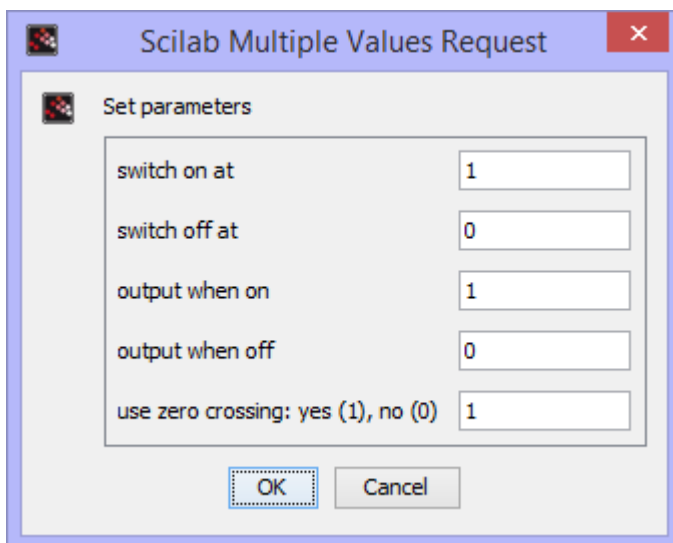 Scilab Multiple Values Request
Set parameters
switch on at 1
switch off at 0
output when on 1
output when off 0
use zero crossing: yes (1), no (0) 1
OK Cancel